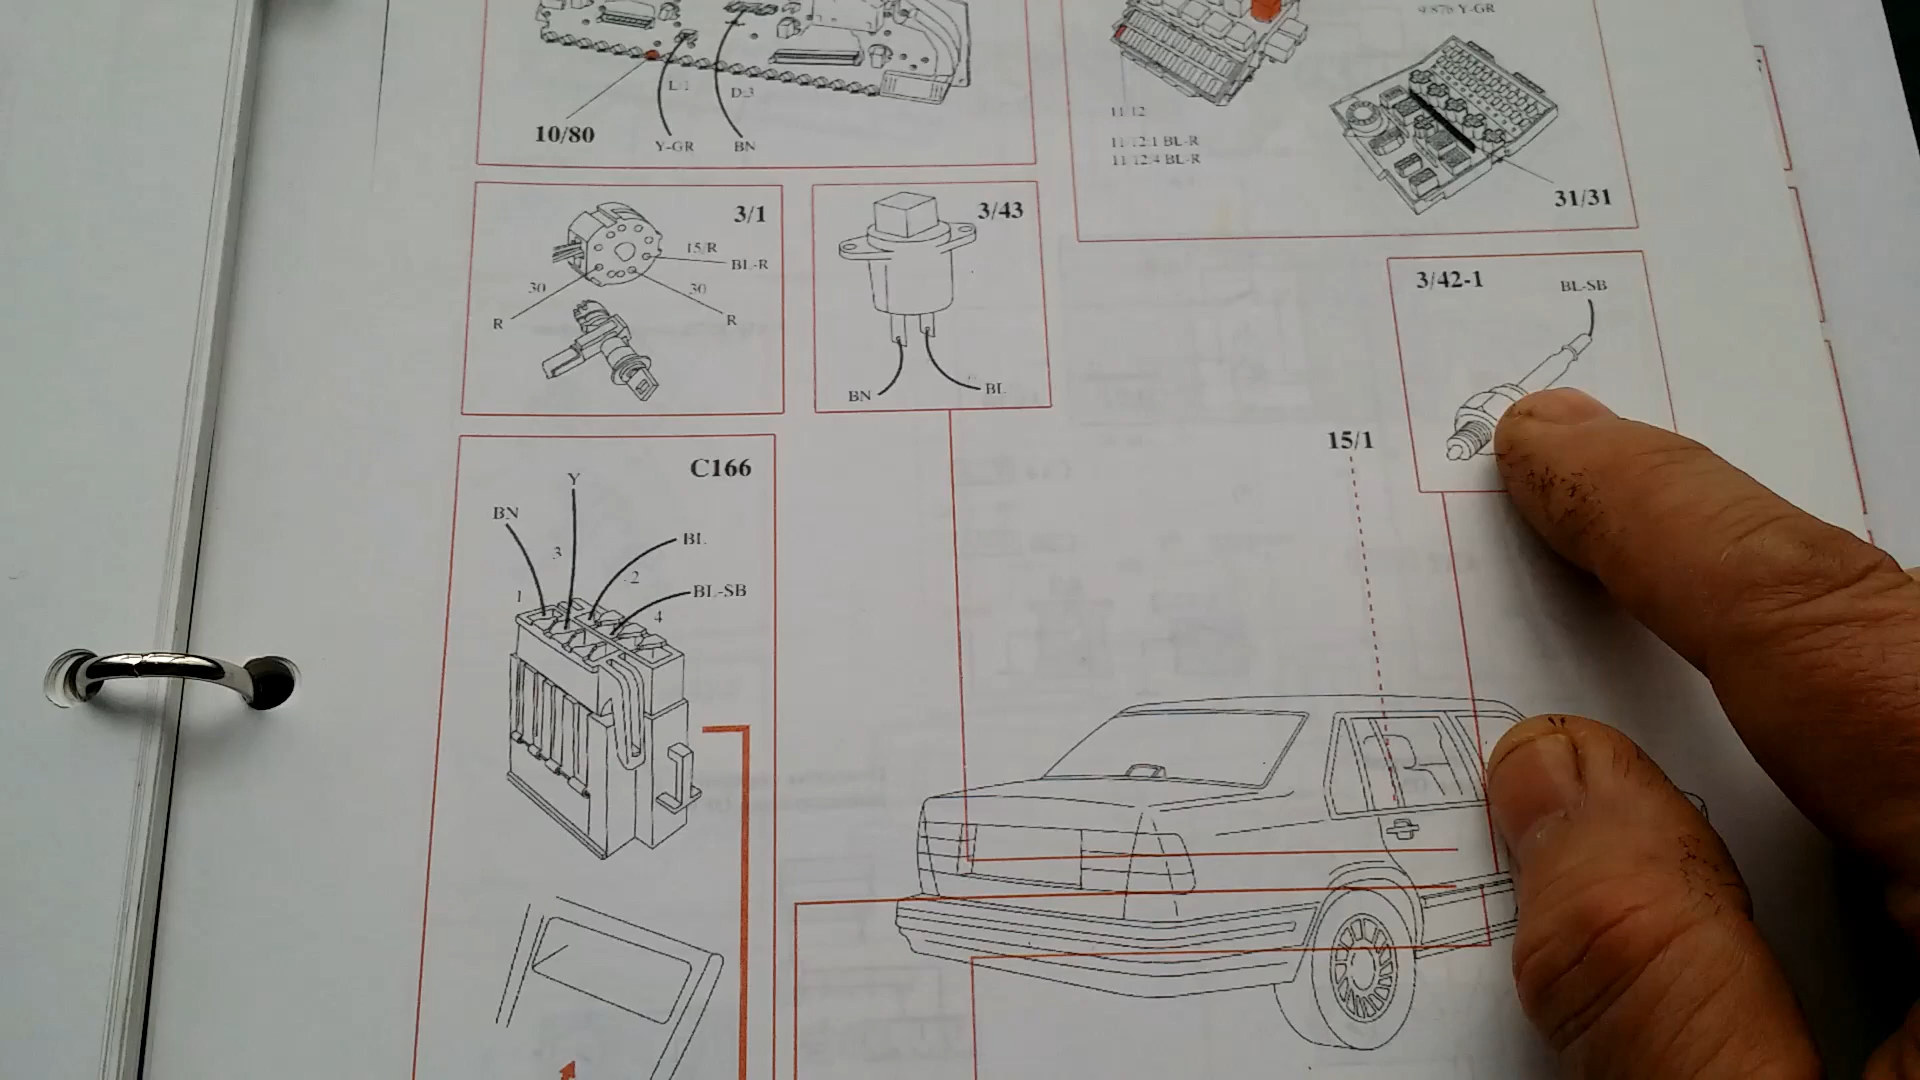 Y-GR
10/80
L:1
D:3
Y-GR
BN
11/12
11/12:1 BL-R
11/12:4 BL-R
31/31
3/1
15/R
BL-R
30
30
R
R
3/43
BN
BL
3/42-1
BL-SB
15/1
C166
Y
BN
3
BL
2
1
BL-SB
4